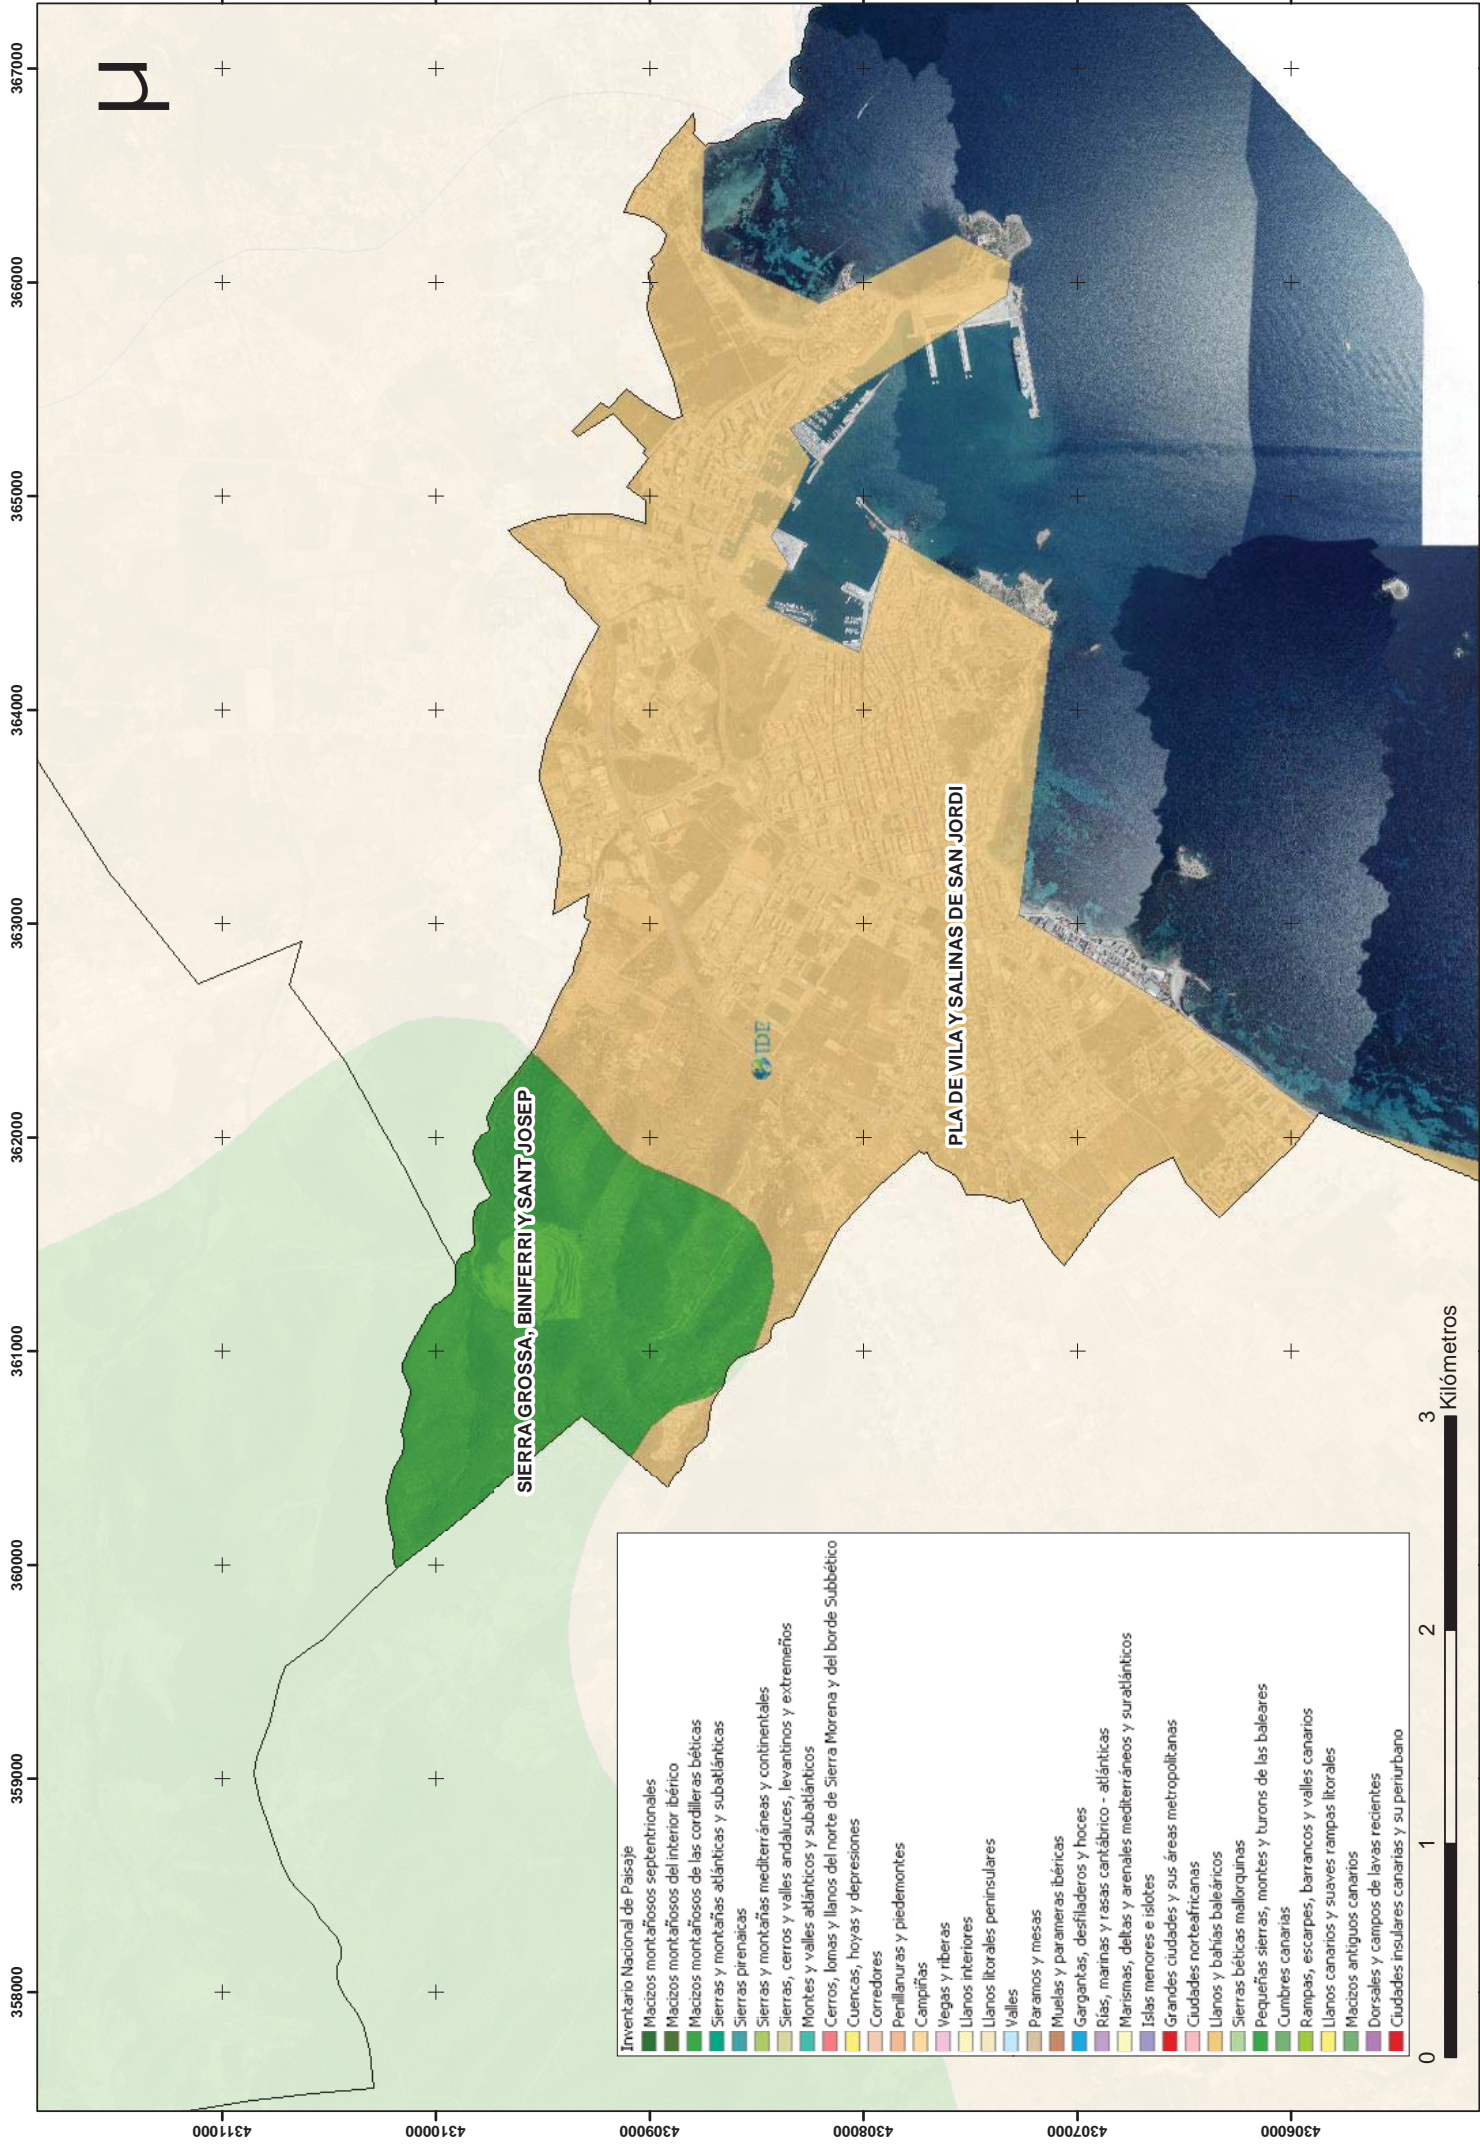 358000
359000
360000
361000
362000
363000
364000
365000
366000
367000
4311000
4310000
4309000
4308000
4307000
4306000
µ
SIERRA GROSSA, BINIFERRI Y SANT JOSEP
IDE
PLA DE VILA Y SALINAS DE SAN JORDI
Inventario Nacional de Paisaje
Macizos montañosos septentrionales
Macizos montañosos del interior ibérico
Macizos montañosos de las cordilleras béticas
Sierras y montañas atlánticas y subatlánticas
Sierras pirenaicas
Sierras y montañas mediterráneas y continentales
Sierras, cerros y valles andaluces, levantinos y extremeños
Montes y valles atlánticos y subatlánticos
Cerros, lomas y llanos del norte de Sierra Morena y del borde Subbético
Cuencas, hoyas y depresiones
Corredores
Penillanuras y piedemontes
Campiñas
Vegas y riberas
Llanos interiores
Llanos litorales peninsulares
Valles
Paramos y mesas
Muelas y parameras ibéricas
Gargantas, desfiladeros y hoces
Rías, marinas y rasas cantábrico - atlánticas
Marismas, deltas y arenales mediterráneos y suratlánticos
Islas menores e islotes
Grandes ciudades y sus áreas metropolitanas
Ciudades norteafricanas
Llanos y bahías baleáricos
Sierras béticas mallorquinas
Pequeñas sierras, montes y turons de las baleares
Cumbres canarias
Rampas, escarpes, barrancos y valles canarios
Llanos canarios y suaves rampas litorales
Macizos antiguos canarios
Dorsales y campos de lavas recientes
Ciudades insulares canarias y su periurbano
0 1 2 3
Kilómetros